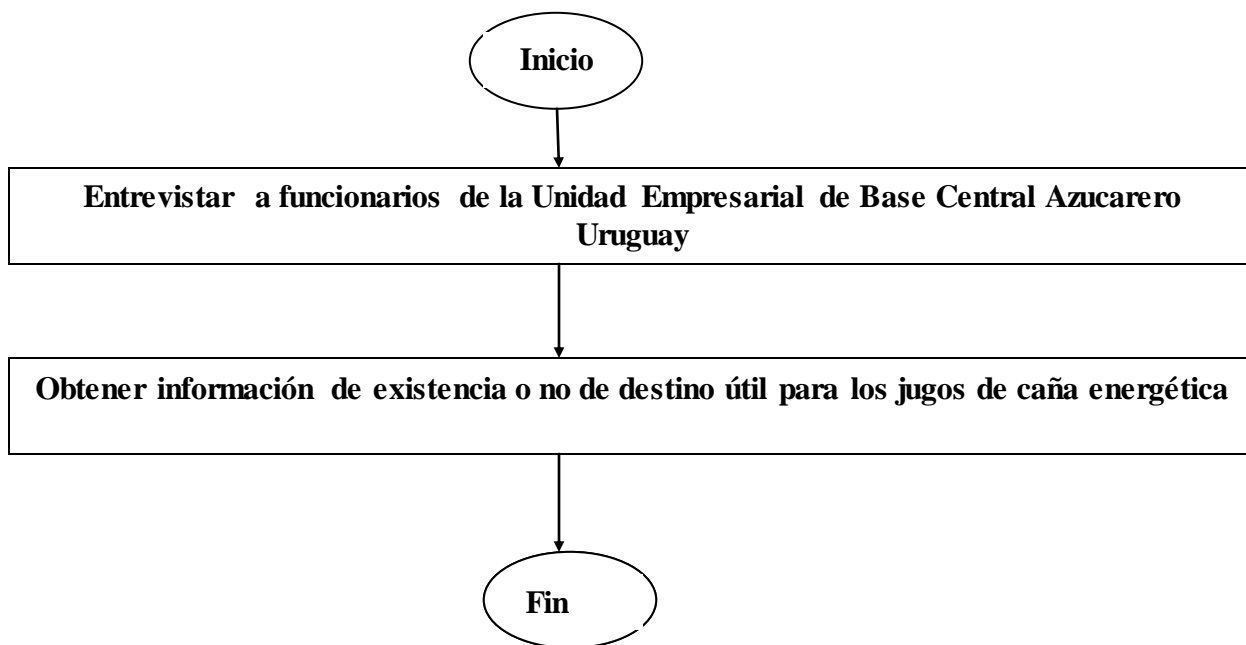 Inicio
Entrevistar a funcionarios de la Unidad Empresarial de Base Central Azucarero
Uruguay
Obtener información de existencia o no de destino útil para los jugos de caña energética
Fin